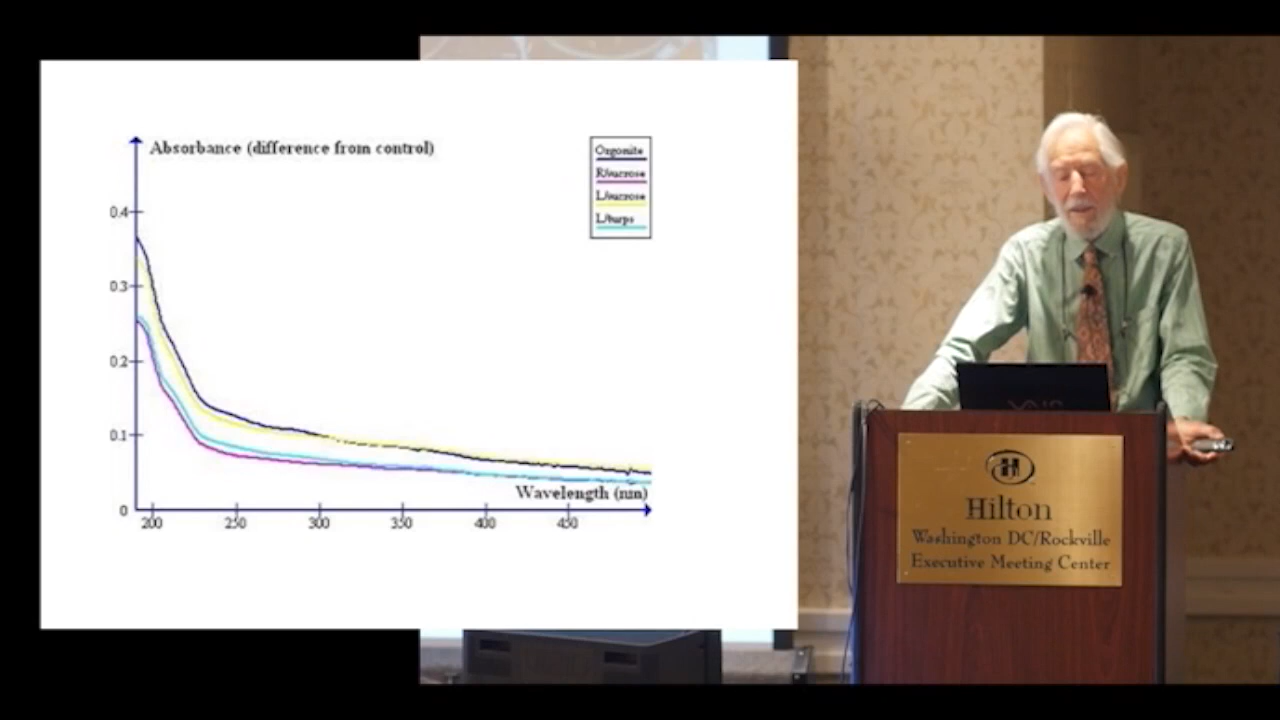 Absorbance (difference from control)
Orgonite
R/sucrose
L/sucrose
L/turps
0.4
0.3
0.2
0.1
0
Wavelength (nm)
200 250 300 350 400 450
H
Hilton
Washington DC/Rockville
Executive Meeting Center